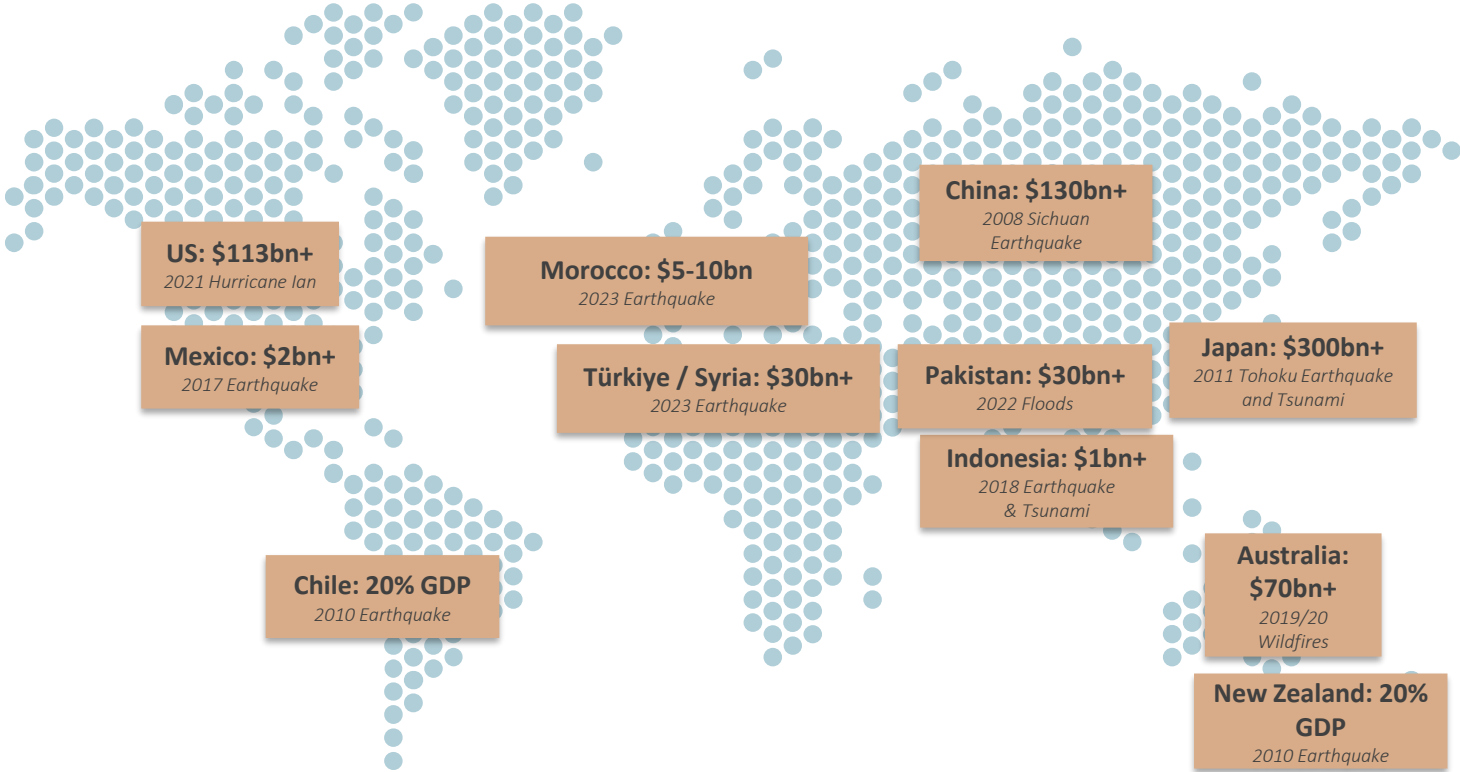 China: $130bn+
2008 Sichuan
Earthquake
US: $113bn+
2021 Hurricane Ian
Morocco: $5-10bn
2023 Earthquake
Mexico: $2bn+
2017 Earthquake
Türkiye / Syria: $30bn+
2023 Earthquake
Pakistan: $30bn+
2022 Floods
Japan: $300bn+
2011 Tohoku Earthquake
and Tsunami
Indonesia: $1bn+
2018 Earthquake
& Tsunami
Chile: 20% GDP
2010 Earthquake
Australia:
$70bn+
2019/20
Wildfires
New Zealand: 20%
GDP
2010 Earthquake